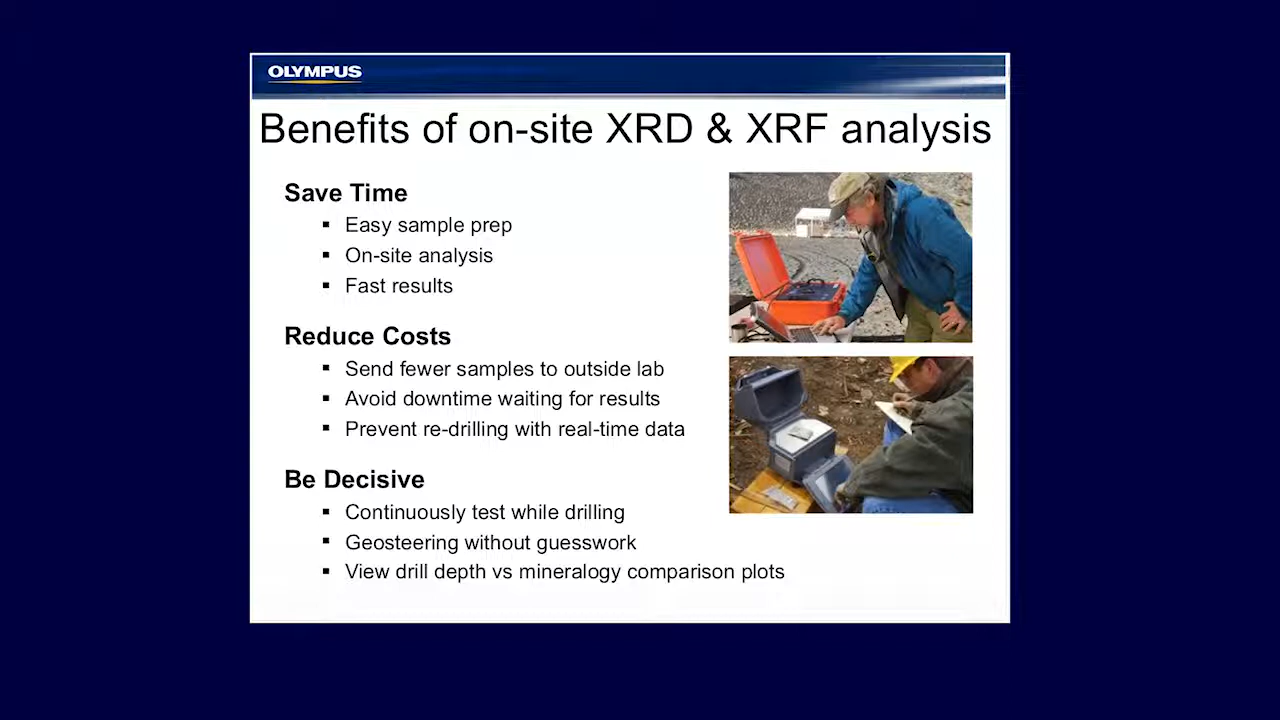 OLYMPUS
Benefits of on-site XRD & XRF analysis
Save Time
Easy sample prep
On-site analysis
Fast results
Reduce Costs
Send fewer samples to outside lab
Avoid downtime waiting for results
Prevent re-drilling with real-time data
Be Decisive
Continuously test while drilling
Geosteering without guesswork
View drill depth vs mineralogy comparison plots